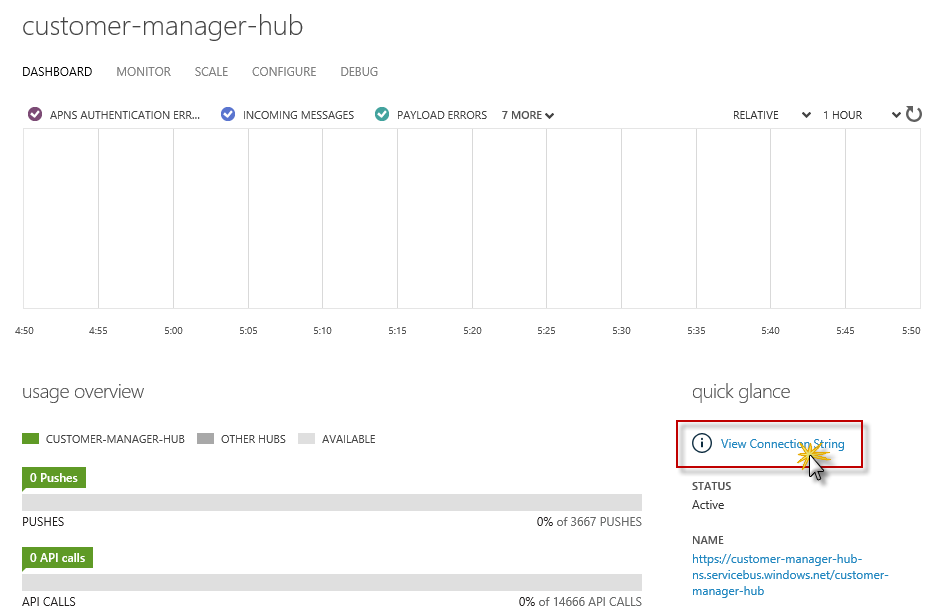 customer-manager-hub
DASHBOARD MONITOR SCALE CONFIGURE DEBUG
APNS AUTHENTICATION ERR... INCOMING MESSAGES PAYLOAD ERRORS 7 MORE RELATIVE 1 HOUR
4:50 4:55 5:00 5:05 5:10 5:15 5:20 5:25 5:30 5:35 5:40 5:45 5:50
usage overview
CUSTOMER-MANAGER-HUB OTHER HUBS AVAILABLE
0 Pushes
PUSHES 0% of 3667 PUSHES
0 API calls
API CALLS 0% of 14666 API CALLS
quick glance
View Connection String
STATUS
Active
NAME
https://customer-manager-hub-
ns.servicebus.windows.net/customer-
manager-hub